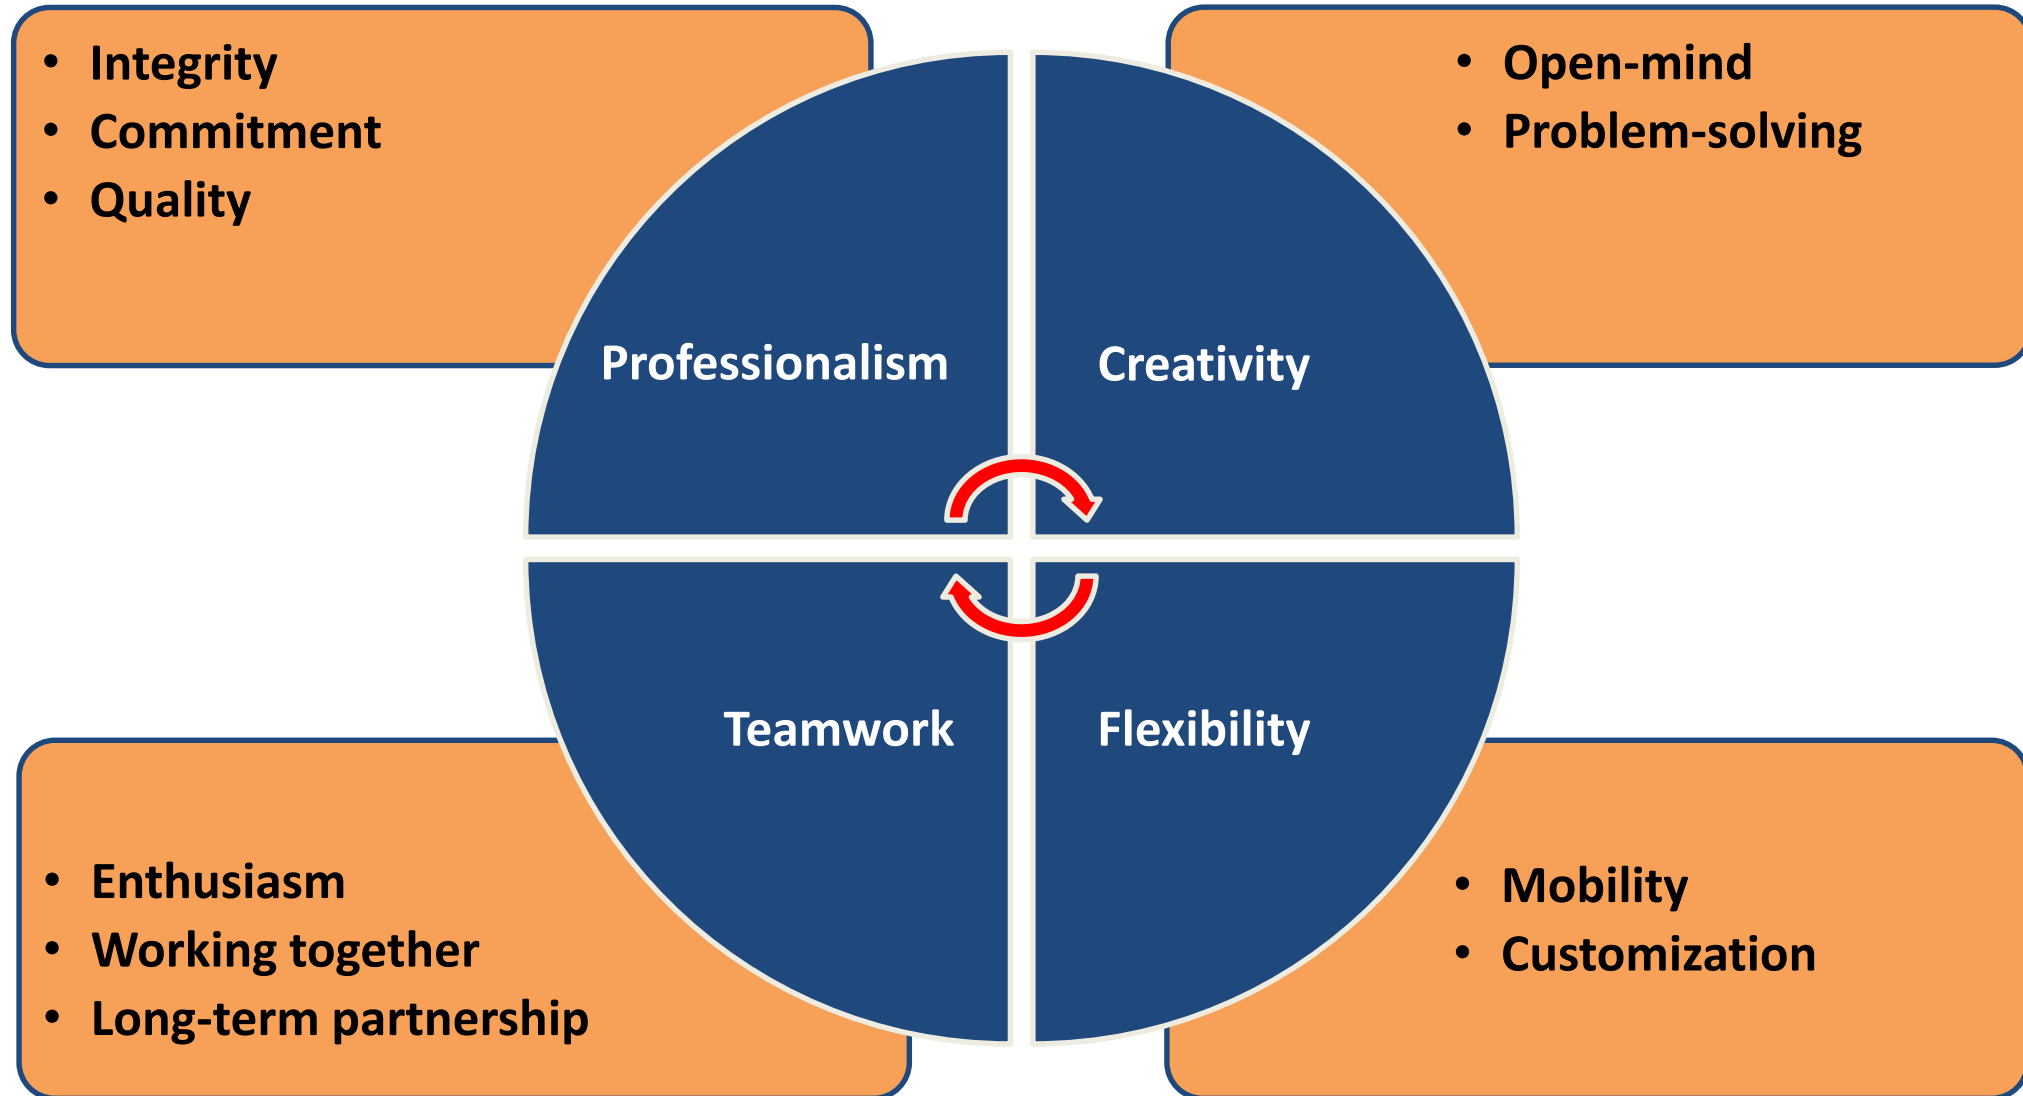 • Integrity
• Commitment
• Quality
• Open-mind
• Problem-solving
Professionalism
Creativity
Teamwork
Flexibility
• Enthusiasm
• Working together
• Long-term partnership
• Mobility
• Customization